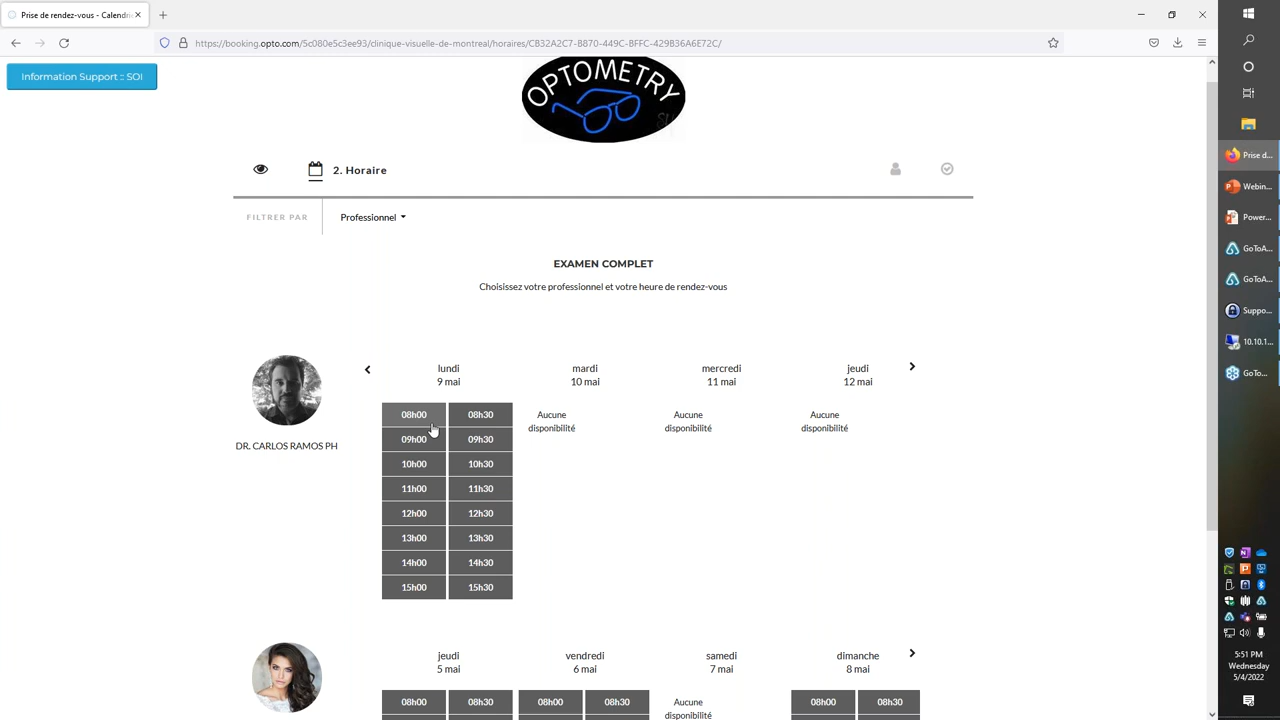 Prise de rendez-vous - Calendri
https://booking.opto.com/5c080e5c3ee93/clinique-visuelle-de-montreal/horaires/CB32A2C7-B870-449C-BFFC-429B36A6E72C/
Information Support :: SOI
OPTOMETRY
2. Horaire
FILTRER PAR
Professionnel
EXAMEN COMPLET
Choisissez votre professionnel et votre heure de rendez-vous
DR. CARLOS RAMOS PH
lundi mardi mercredi jeudi
9 mai 10 mai 11 mai 12 mai
08h00 08h30 Aucune Aucune Aucune
disponibilité disponibilité disponibilité
09h00 09h30
10h00 10h30
11h00 11h30
12h00 12h30
13h00 13h30
14h00 14h30
15h00 15h30
jeudi vendredi samedi dimanche
5 mai 6 mai 7 mai 8 mai
08h00 08h30 08h00 08h30 Aucune 08h00 08h30
disponibilité
Prise d...
Webin...
Power...
GoToA...
GoToA...
Suppo...
10.10.1...
GoTo...
5:51 PM
Wednesday
5/4/2022